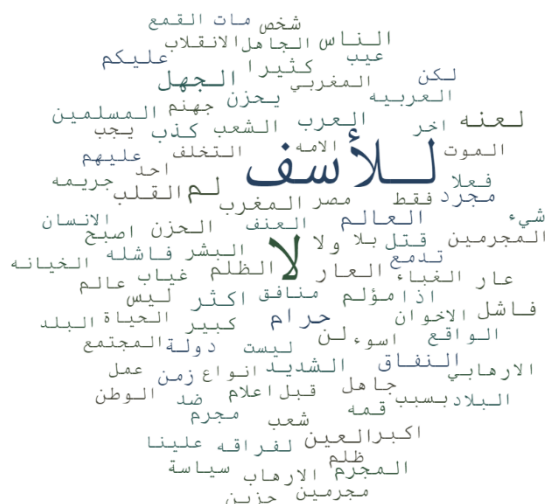 شخص مات القمع
الناس الجاهل الانقلاب
عيب كثيرا عليكم
لكن المغربي الجهل
العربيه يحزن جهنم المسلمين
لعنه اخر العرب الشعب كذب يجب
الموت للأسف الامه التخلف عليهم
فعلا احد جريمه
مجرد فقط مصر المغرب لم القلب
شيء العالم العنف الحزن الانسان
المجرمين قتل بلا ولا لا البشر اصبح
تدمع فاشله الخيانه
عار الغباء العار الظلم غياب عالم
اذا مؤلم منافق اكثر ليس
فاشل الاخوان حرام كبير الحياة البلد
الواقع اسوء لن ليست دولة المجتمع
الارهابي النفاق الشديد انواع زمن عمل
البلاد بسبب جاهل قبل اعلام ضد الوطن
قمه شعب مجرم
اكبر العين لفراقه علينا
ظلم
المجرم الارهاب سياسة
مجرمين حزين